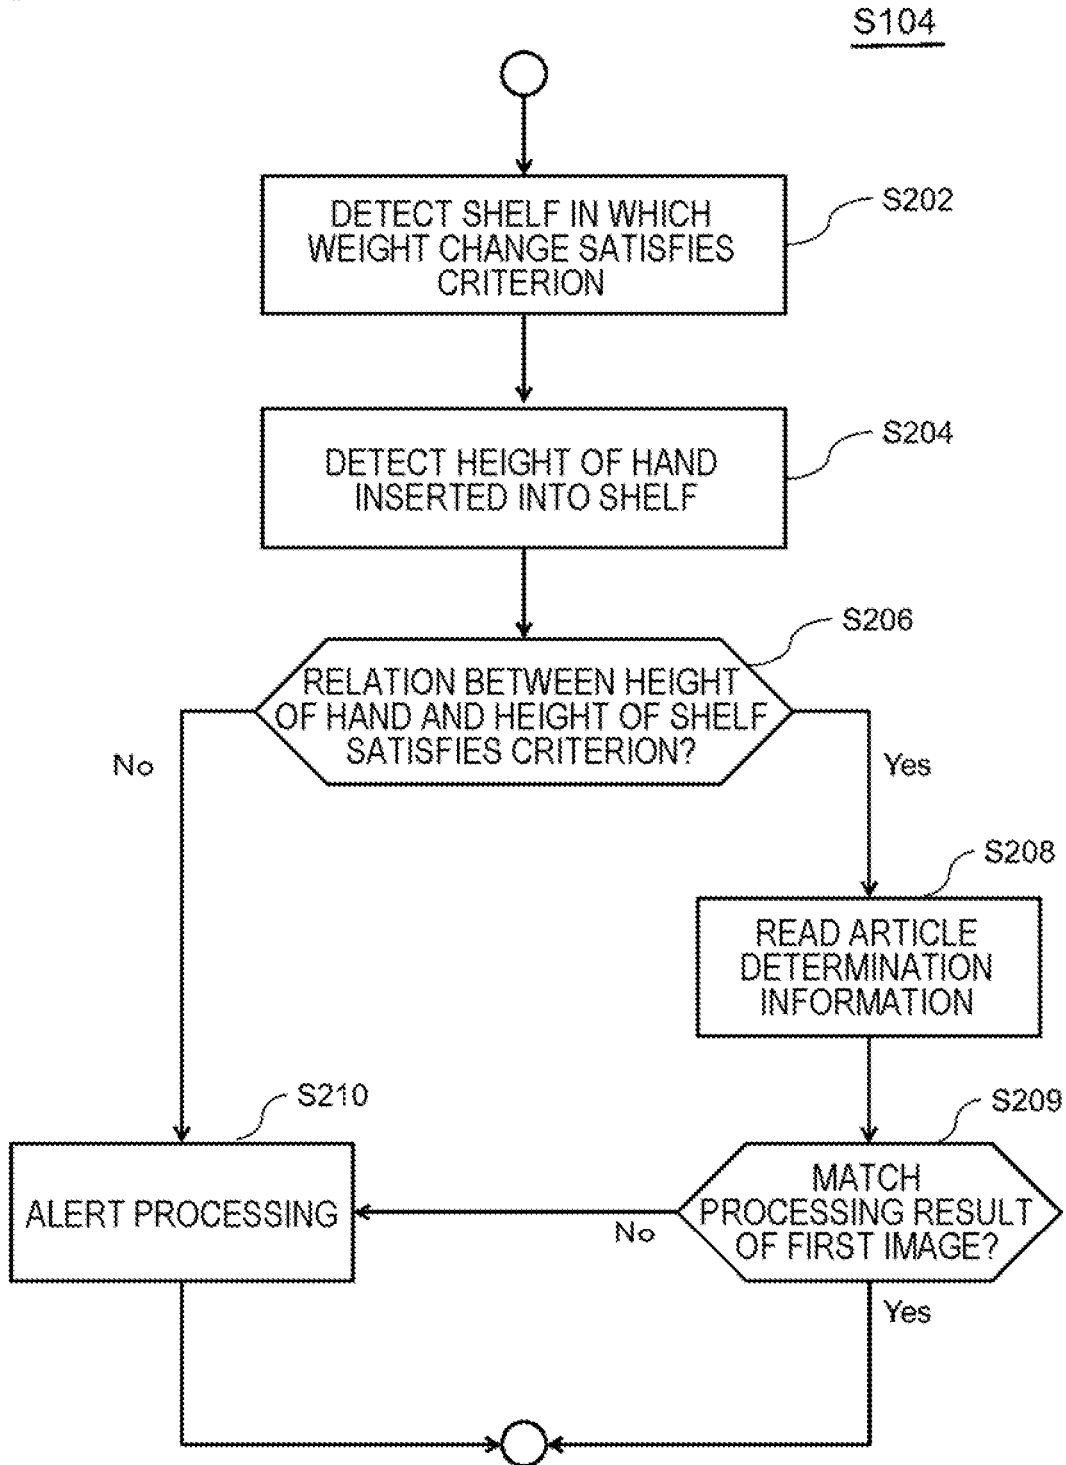 S104
S202
DETECT SHELF IN WHICH
WEIGHT CHANGE SATISFIES
CRITERION
S204
DETECT HEIGHT OF HAND
INSERTED INTO SHELF
S206
RELATION BETWEEN HEIGHT
OF HAND AND HEIGHT OF SHELF
SATISFIES CRITERION?
No
Yes
S208
READ ARTICLE
DETERMINATION
INFORMATION
S210
S209
ALERT PROCESSING
MATCH
PROCESSING RESULT
OF FIRST IMAGE?
No
Yes